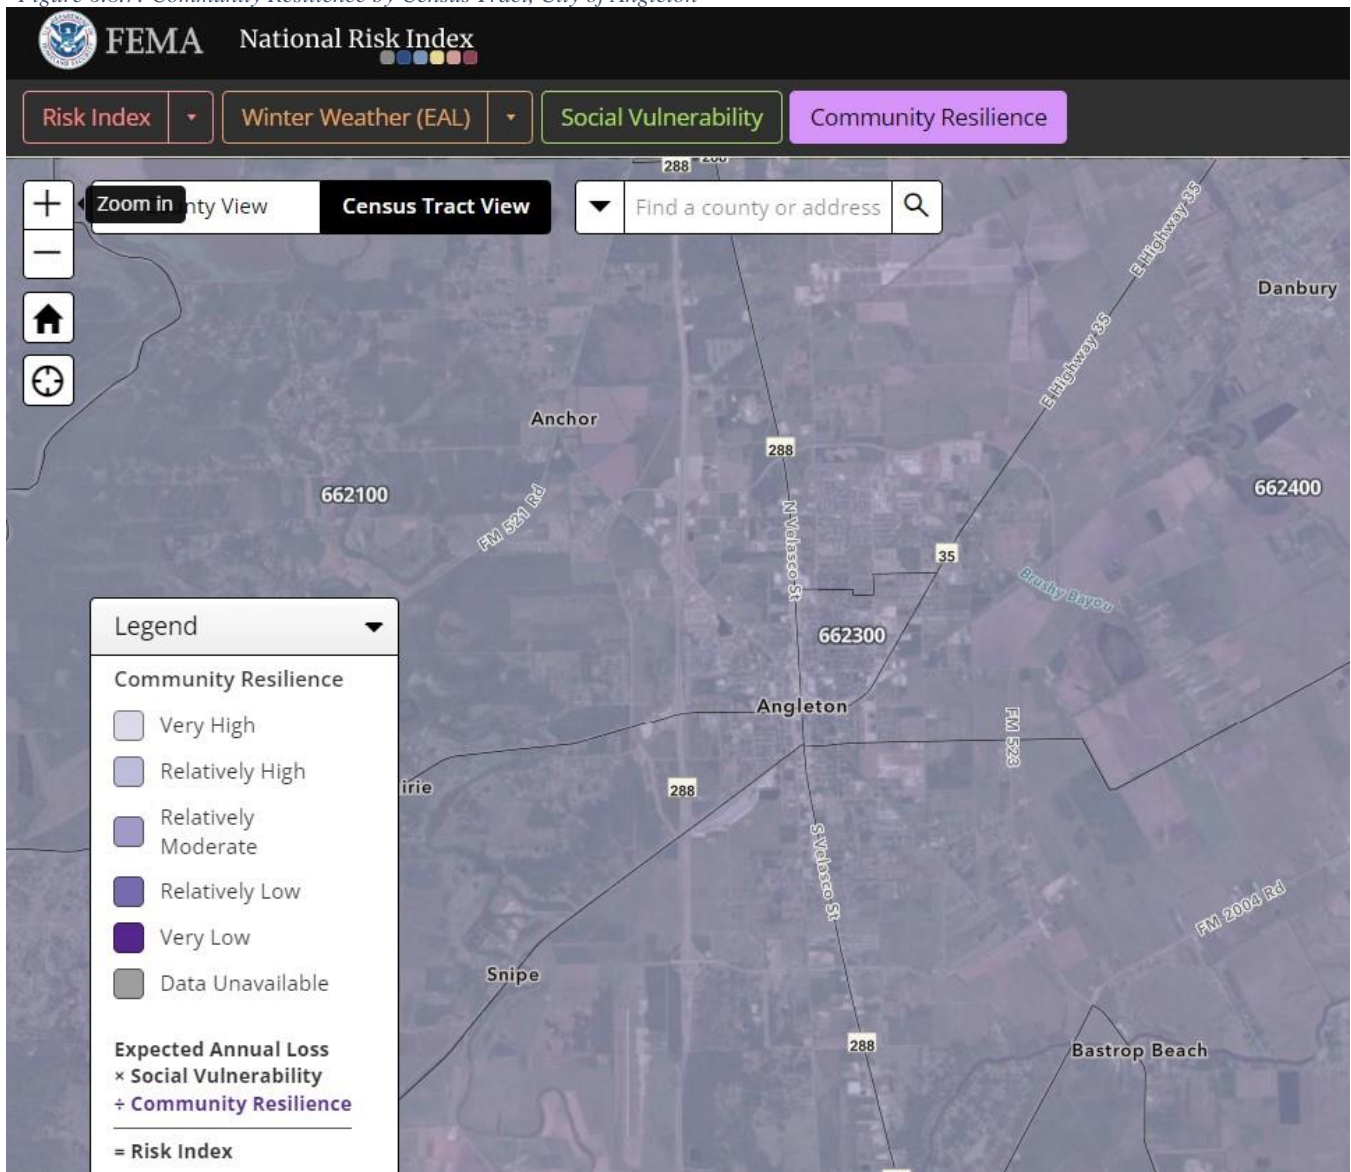 FEMA National Risk Index
Risk Index Winter Weather (EAL) Social Vulnerability Community Resilience
288
Zoom in nty View Census Tract View Find a county or address
E Highway 35
Danbury
E Highway 35
Anchor
288
662100
662400
FM 521 Rd
N Velasco St
35
Brushy Bayou
662300
Angleton
FM 523
irie
288
S Velasco St
FM 2004 Rd
Snipe
288
Bastrop Beach
Legend
Community Resilience
Very High
Relatively High
Relatively
Moderate
Relatively Low
Very Low
Data Unavailable
Expected Annual Loss
× Social Vulnerability
÷ Community Resilience
= Risk Index